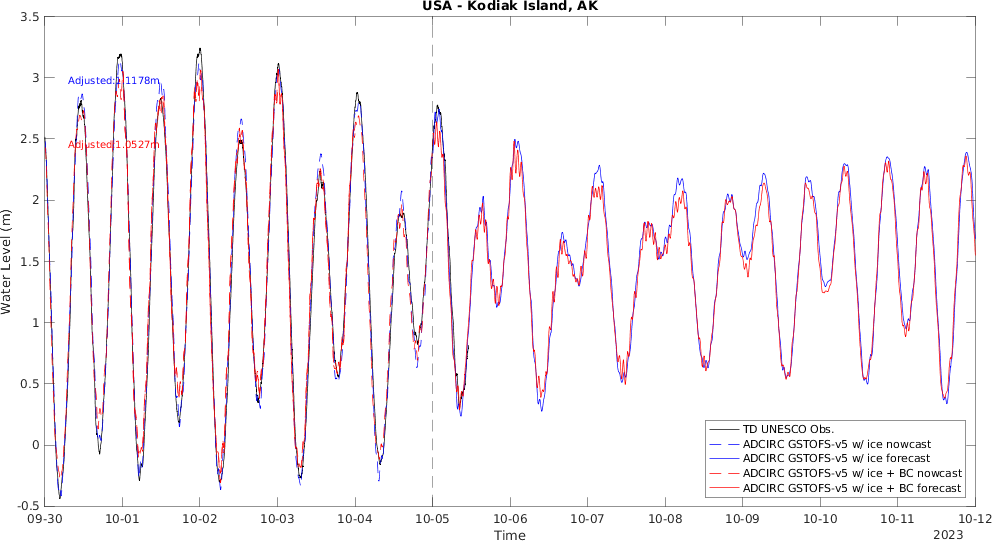 USA - Kodiak Island, AK
3.5
3
2.5
2
1.5
1
0.5
0
-0.5
Water Level (m)
Adjusted:1.1178m
Adjusted:1.0527m
TD UNESCO Obs.
ADCIRC GSTOFS-v5 w/ ice nowcast
ADCIRC GSTOFS-v5 w/ ice forecast
ADCIRC GSTOFS-v5 w/ ice + BC nowcast
ADCIRC GSTOFS-v5 w/ ice + BC forecast
09-30 10-01 10-02 10-03 10-04 10-05 10-06 10-07 10-08 10-09 10-10 10-11 10-12
Time
2023